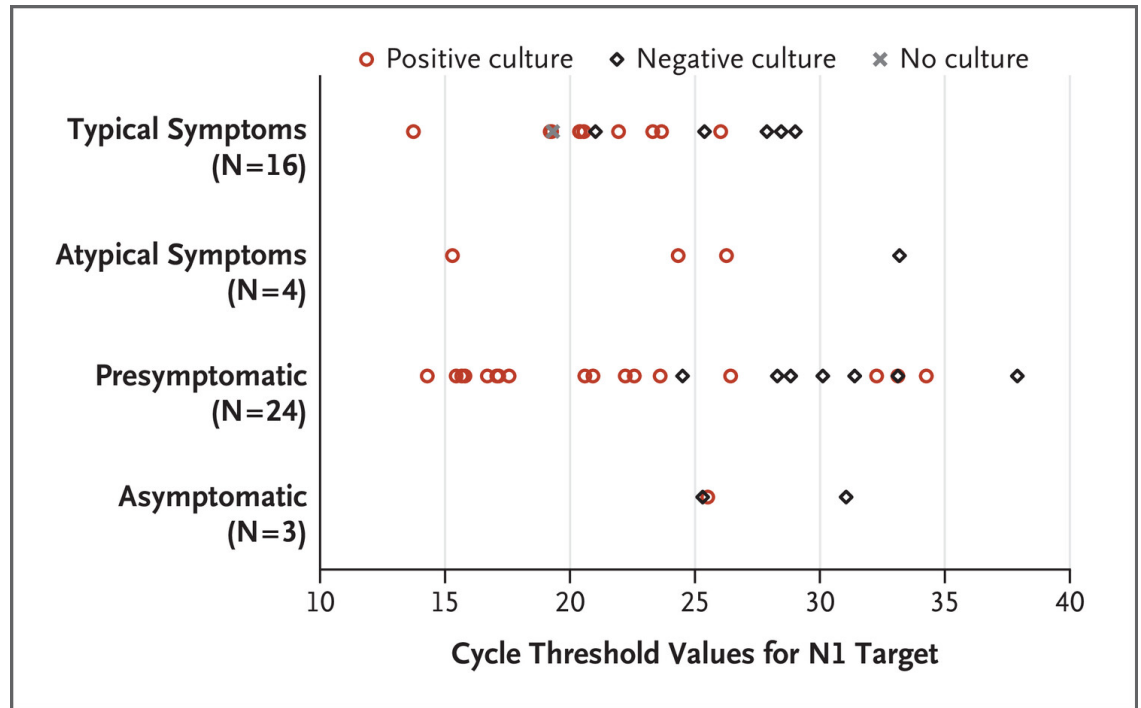 Positive culture Negative culture No culture
Typical Symptoms
(N=16)
Atypical Symptoms
(N=4)
Presymptomatic
(N=24)
Asymptomatic
(N=3)
10 15 20 25 30 35 40
Cycle Threshold Values for N1 Target